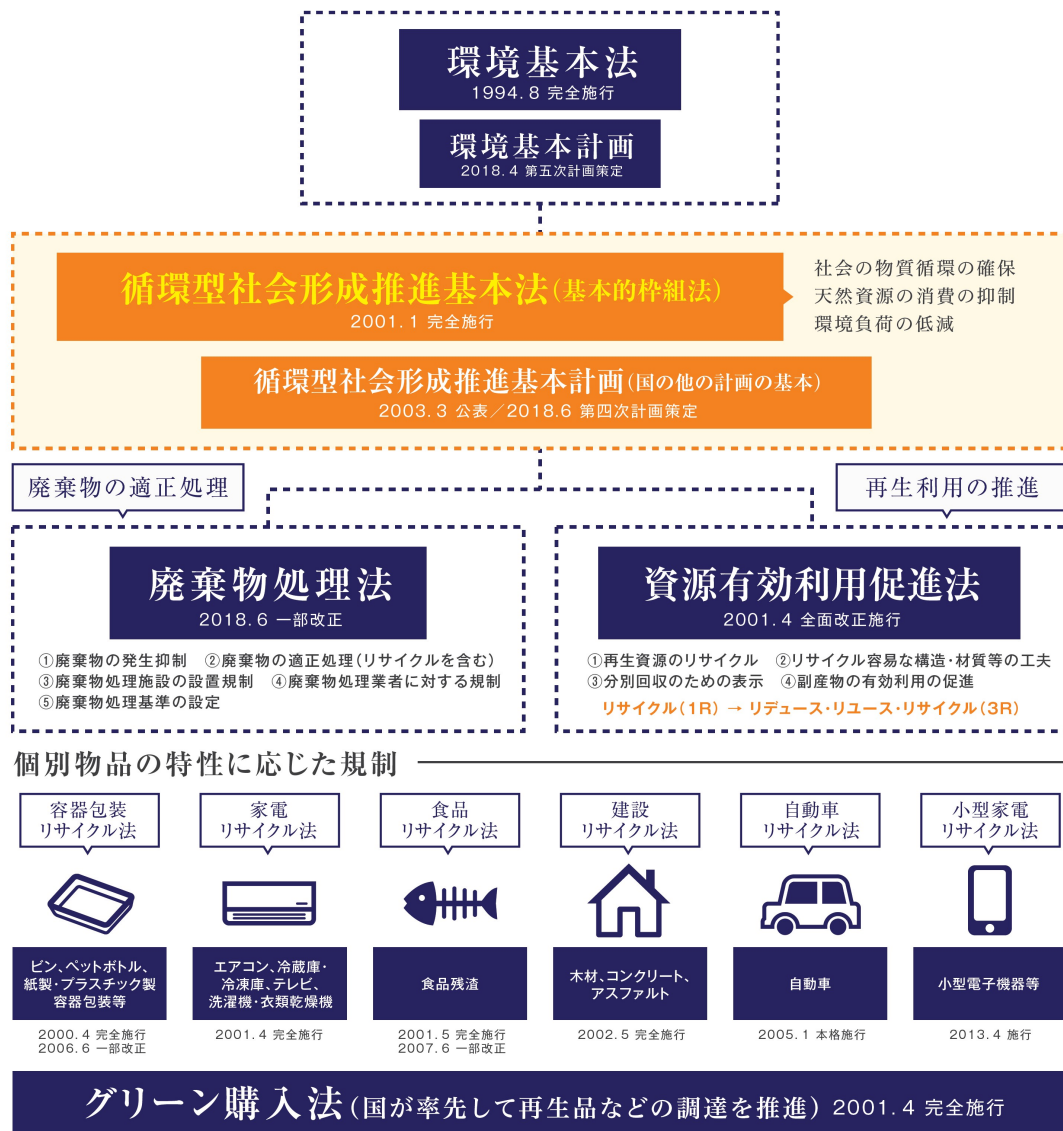 環境基本法
1994.8 完全施行
環境基本計画
2018.4 第五次計画策定
循環型社会形成推進基本法(基本的枠組法)
2001.1 完全施行
社会の物質循環の確保
天然資源の消費の抑制
環境負荷の低減
循環型社会形成推進基本計画(国の他の計画の基本)
2003.3 公表/2018.6 第四次計画策定
廃棄物の適正処理
再生利用の推進
廃棄物処理法
2018.6 一部改正
①廃棄物の発生抑制 ②廃棄物の適正処理(リサイクルを含む)
③廃棄物処理施設の設置規制 ④廃棄物処理業者に対する規制
⑤廃棄物処理基準の設定
資源有効利用促進法
2001.4 全面改正施行
①再生資源のリサイクル ②リサイクル容易な構造・材質等の工夫
③分別回収のための表示 ④副産物の有効利用の促進
リサイクル(1R) → リデュース・リユース・リサイクル(3R)
個別物品の特性に応じた規制
容器包装
リサイクル法
ビン、ペットボトル、
紙製・プラスチック製
容器包装等
2000.4 完全施行
2006.6 一部改正
家電
リサイクル法
エアコン、冷蔵庫・
冷凍庫、テレビ、
洗濯機・衣類乾燥機
2001.4 完全施行
食品
リサイクル法
食品残渣
2001.5 完全施行
2007.6 一部改正
建設
リサイクル法
木材、コンクリート、
アスファルト
2002.5 完全施行
自動車
リサイクル法
自動車
2005.1 本格施行
小型家電
リサイクル法
小型電子機器等
2013.4 施行
グリーン購入法(国が率先して再生品などの調達を推進) 2001.4 完全施行